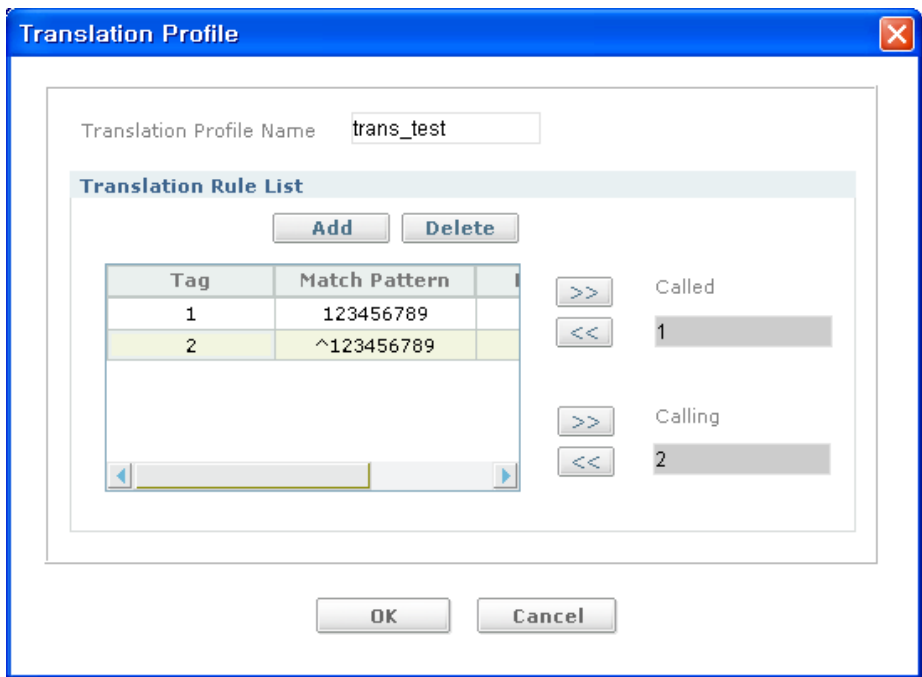 Translation Profile
Translation Profile Name trans_test
Translation Rule List
Add Delete
Tag Match Pattern
1 123456789
2 ^123456789
>> Called
<< 1
>> Calling
<< 2
OK Cancel